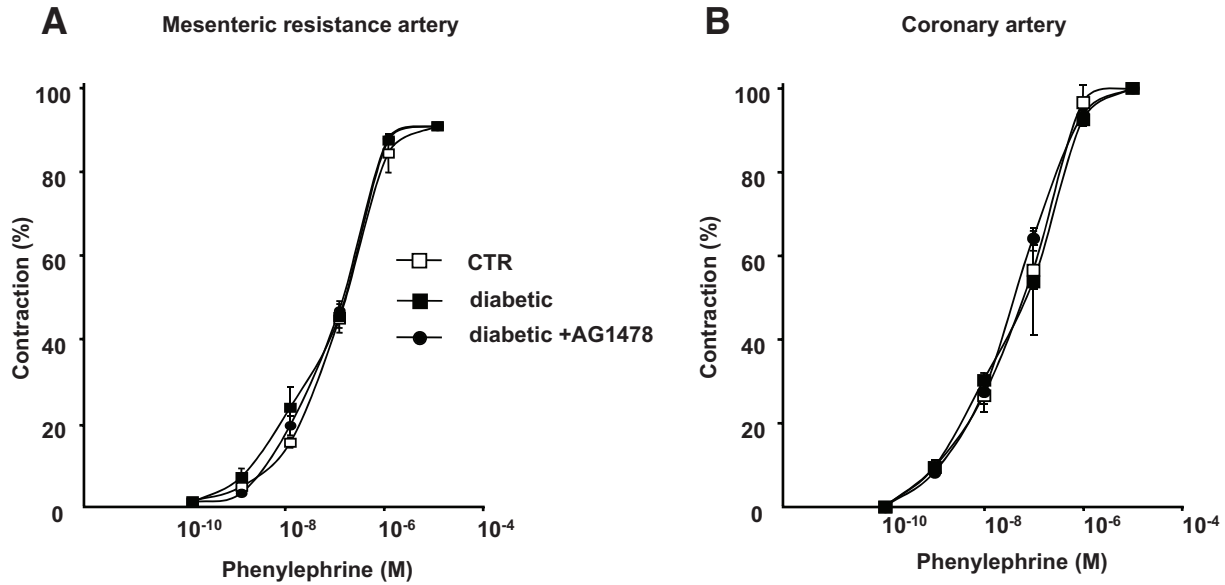 A
Mesenteric resistance artery
100
80
60
40
20
0
Contraction (%)
10-10
10-8
10-6
10-4
Phenylephrine (M)
CTR
diabetic
diabetic +AG1478
B
Coronary artery
100
80
60
40
20
0
Contraction (%)
10-10
10-8
10-6
10-4
Phenylephrine (M)